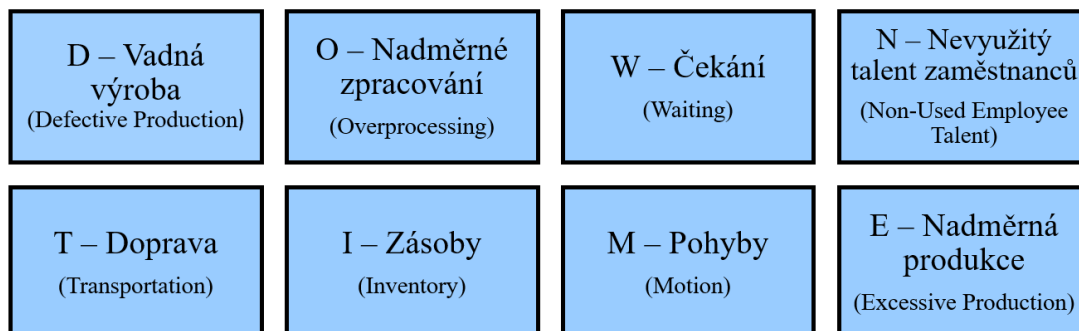 D – Vadná
výroba
(Defective Production)
O – Nadměrné
zpracování
(Overprocessing)
W – Čekání
(Waiting)
N – Nevyužitý
talent zaměstnanců
(Non-Used Employee
Talent)
T – Doprava
(Transportation)
I – Zásoby
(Inventory)
M – Pohyby
(Motion)
E – Nadměrná
produkce
(Excessive Production)